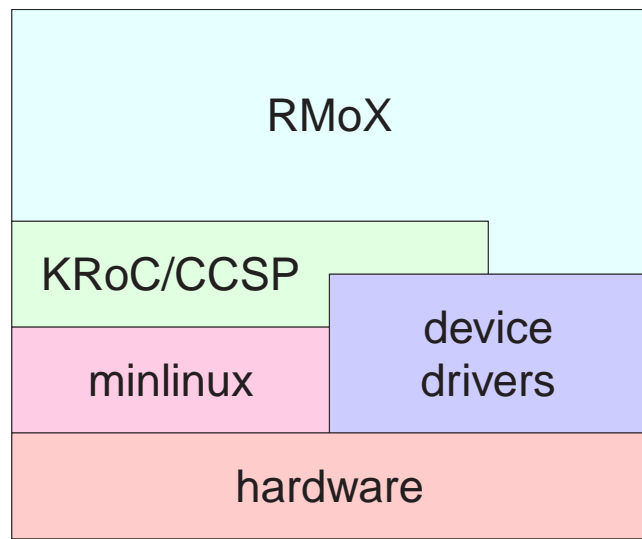 RMoX
KRoC/CCSP
device
drivers
minlinux
hardware